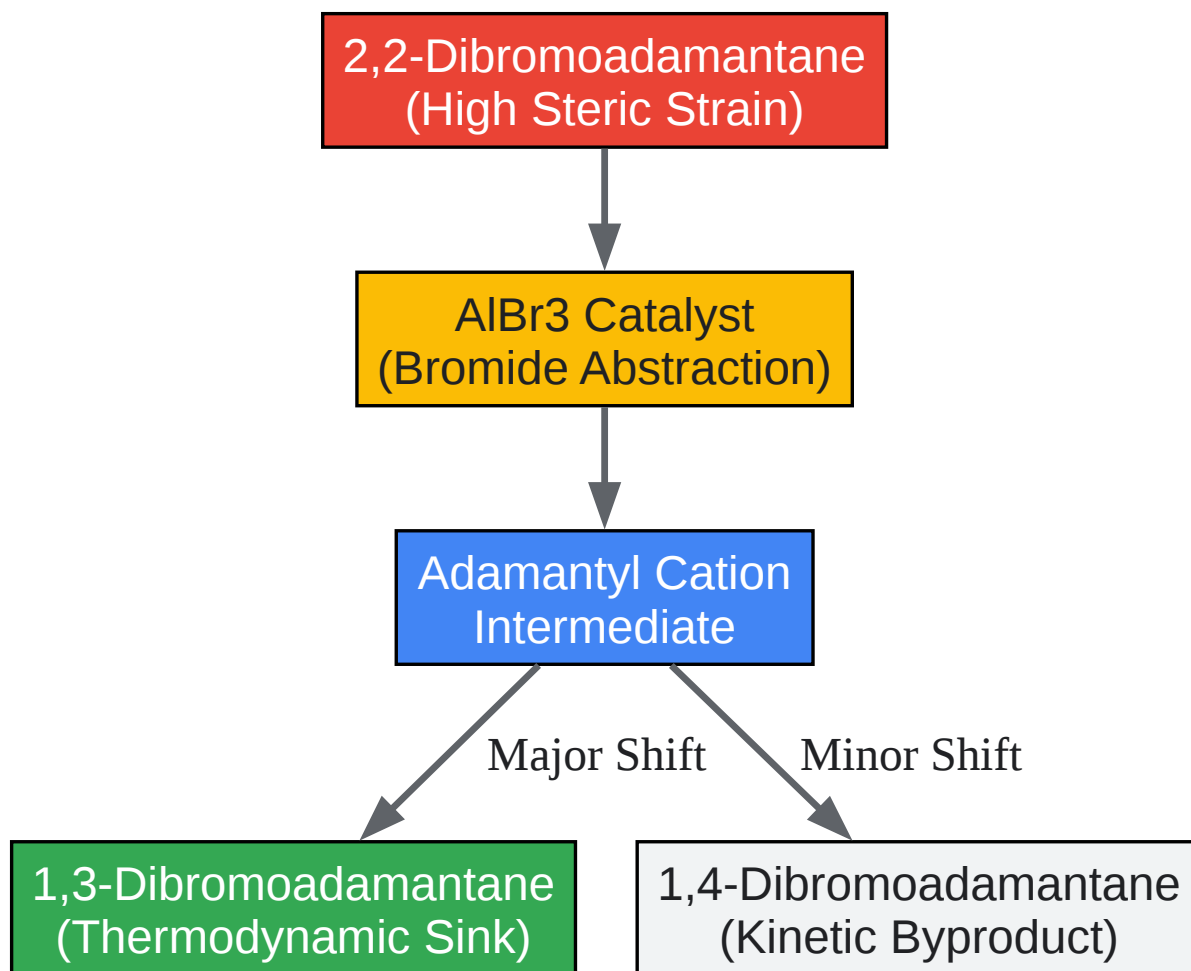 2,2-Dibromoadamantane
(High Steric Strain)
AlBr3 Catalyst
(Bromide Abstraction)
Adamantyl Cation
Intermediate
Major Shift
Minor Shift
1,3-Dibromoadamantane
(Thermodynamic Sink)
1,4-Dibromoadamantane
(Kinetic Byproduct)